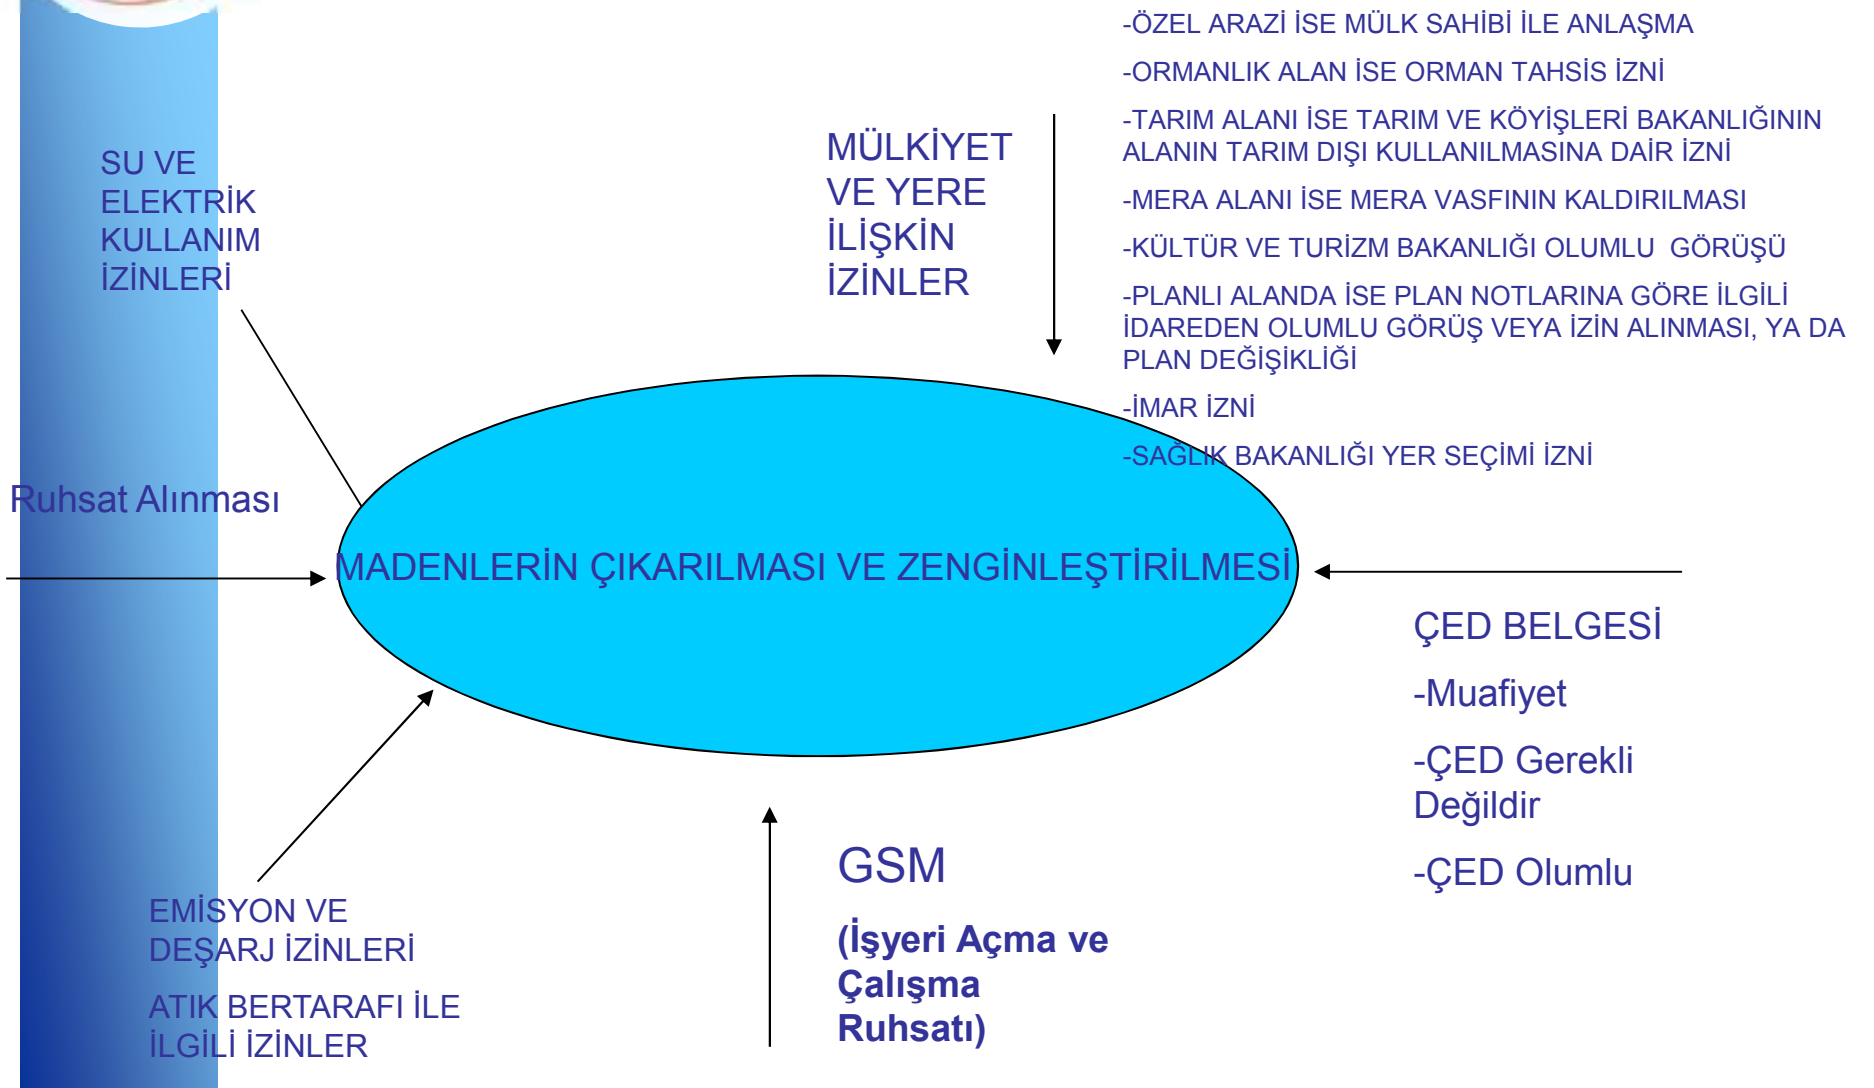 -ÖZEL ARAZİ İSE MÜLK SAHİBİ İLE ANLAŞMA
-ORMANLIK ALAN İSE ORMAN TAHSİS İZNİ
-TARIM ALANI İSE TARIM VE KÖYİŞLERİ BAKANLIĞININ
ALANIN TARIM DIŞI KULLANILMASINA DAİR İZNİ
-MERA ALANI İSE MERA VASFININ KALDIRILMASI
-KÜLTÜR VE TURİZM BAKANLIĞI OLUMLU  GÖRÜŞÜ
-PLANLI ALANDA İSE PLAN NOTLARINA GÖRE İLGİLİ
İDAREDEN OLUMLU GÖRÜŞ VEYA İZİN ALINMASI, YA DA
PLAN DEĞİŞİKLİĞİ
-İMAR İZNİ
-SAĞLIK BAKANLIĞI YER SEÇİMİ İZNİ
MÜLKİYET
VE YERE
İLİŞKİN
İZİNLER
SU VE
ELEKTRİK
KULLANIM
İZİNLERİ
Ruhsat Alınması
MADENLERİN ÇIKARILMASI VE ZENGİNLEŞTİRİLMESİ
ÇED BELGESİ
-Muafiyet
-ÇED Gerekli
Değildir
-ÇED Olumlu
GSM
(İşyeri Açma ve
Çalışma
Ruhsatı)
EMİSYON VE
DEŞARJ İZİNLERİ
ATIK BERTARAFI İLE
İLGİLİ İZİNLER